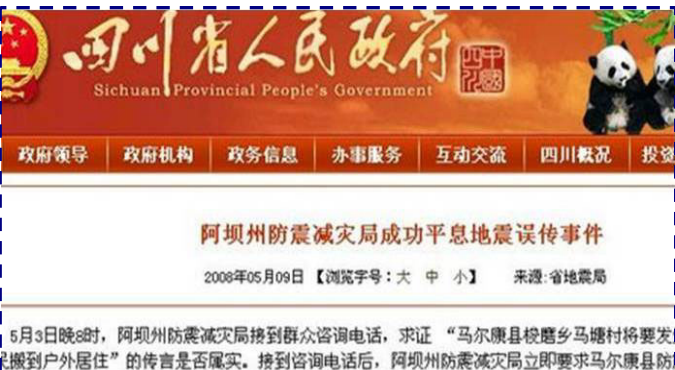 四川省人民政府
中國四川
Sichuan Provincial People's Government
政府领导 政府机构 政务信息 办事服务 互动交流 四川概况 投资
阿坝州防震减灾局成功平息地震误传事件
2008年05月09日 【浏览字号：大 中 小】 来源：省地震局
5月3日晚8时，阿坝州防震减灾局接到群众咨询电话，求证 “马尔康县梭磨乡马塘村将要发
民搬到户外居住”的传言是否属实。接到咨询电话后，阿坝州防震减灾局立即要求马尔康县防